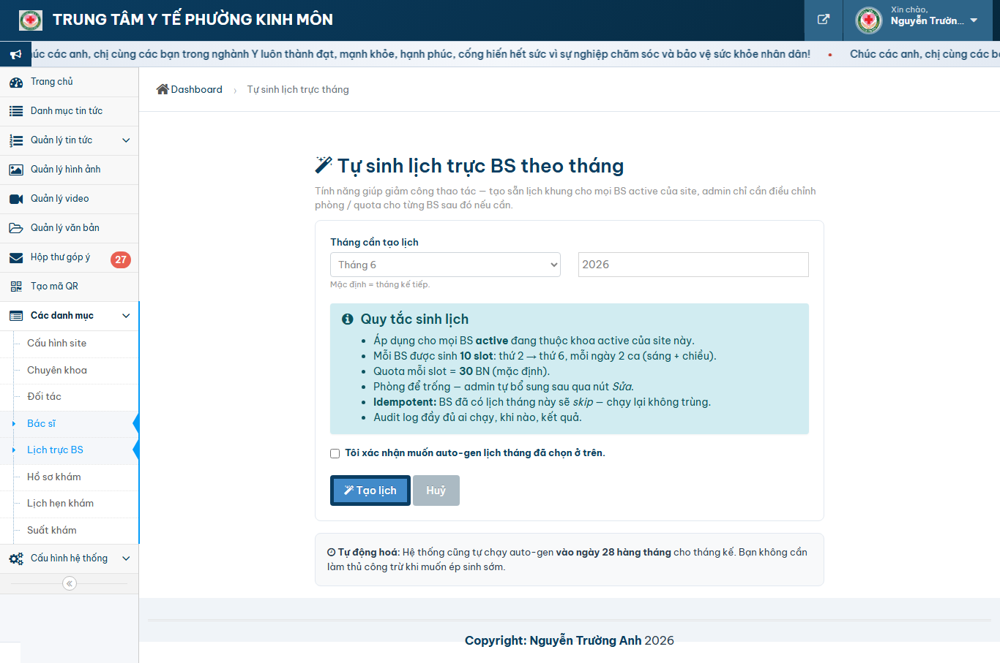 TRUNG TÂM Y TẾ PHƯỜNG KINH MÔN
Xin chào,
Nguyễn Trườn...
húc các anh, chị cùng các bạn trong nghành Y luôn thành đạt, mạnh khỏe, hạnh phúc, cống hiến hết sức vì sự nghiệp chăm sóc và bảo vệ sức khỏe nhân dân! • Chúc các anh, chị cùng các bạ
Trang chủ
Danh mục tin tức
Quản lý tin tức
Quản lý hình ảnh
Quản lý video
Quản lý văn bản
Hộp thư góp ý 27
Tạo mã QR
Các danh mục
Cấu hình site
Chuyên khoa
Đối tác
Bác sĩ
Lịch trực BS
Hồ sơ khám
Lịch hẹn khám
Suất khám
Cấu hình hệ thống
Dashboard › Tự sinh lịch trực tháng
Tự sinh lịch trực BS theo tháng
Tính năng giúp giảm công thao tác — tạo sẵn lịch khung cho mọi BS active của site, admin chỉ cần điều chỉnh
phòng / quota cho từng BS sau đó nếu cần.
Tháng cần tạo lịch
Tháng 6 2026
Mặc định = tháng kế tiếp.
Quy tắc sinh lịch
• Áp dụng cho mọi BS active đang thuộc khoa active của site này.
• Mỗi BS được sinh 10 slot: thứ 2 → thứ 6, mỗi ngày 2 ca (sáng + chiều).
• Quota mỗi slot = 30 BN (mặc định).
• Phòng để trống — admin tự bổ sung sau qua nút Sửa.
• Idempotent: BS đã có lịch tháng này sẽ skip — chạy lại không trùng.
• Audit log đầy đủ ai chạy, khi nào, kết quả.
Tôi xác nhận muốn auto-gen lịch tháng đã chọn ở trên.
Tạo lịch Huỷ
Tự động hoá: Hệ thống cũng tự chạy auto-gen vào ngày 28 hàng tháng cho tháng kế. Bạn không cần
làm thủ công trừ khi muốn ép sinh sớm.
Copyright: Nguyễn Trường Anh 2026